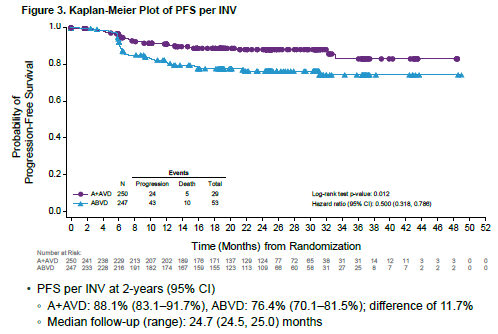 Figure 3. Kaplan-Meier Plot of PFS per INV
Probability of
Progression-Free Survival
1.0
0.8
0.6
0.4
0.2
0.0
Events
N Progression Death Total
A+AVD 250 24 5 29
ABVD 247 43 10 53
Log-rank test p-value: 0.012
Hazard ratio (95% CI): 0.500 (0.318, 0.786)
0 2 4 6 8 10 12 14 16 18 20 22 24 26 28 30 32 34 36 38 40 42 44 46 48 50 52
Time (Months) from Randomization
Number at Risk:
A+AVD 250 241 238 229 213 207 202 189 176 171 137 129 124 77 72 65 38 31 31 21 14 12 11 3 3 0 0
ABVD 247 233 228 216 191 182 174 167 159 155 123 113 109 66 60 58 31 27 25 8 7 2 2 2 2 0 0
• PFS per INV at 2-years (95% CI)
○ A+AVD: 88.1% (83.1–91.7%), ABVD: 76.4% (70.1–81.5%); difference of 11.7%
○ Median follow-up (range): 24.7 (24.5, 25.0) months